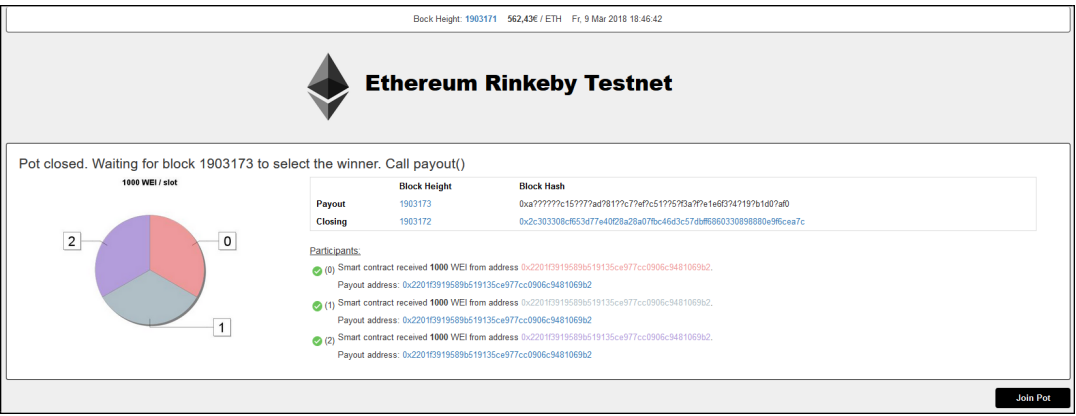 Bock Height: 1903171 562,43€ / ETH Fr, 9 Mar 2018 18:46:42
Ethereum Rinkeby Testnet
Pot closed. Waiting for block 1903173 to select the winner. Call payout()
1000 WEI / slot
2
0
1
Block Height Block Hash
Payout 1903173 0xa??????c15??7?ad?81??c7?ef?c51??5?f3a?f?e1e6f3?4?19?b1d0?af0
Closing 1903172 0x2c303308cf653d77e40f28a28a07fbc46d3c57dbff6860330898880e9f6cea7c
Participants:
(0) Smart contract received 1000 WEI from address 0x2201f3919589b519135ce977cc0906c9481069b2.
Payout address: 0x2201f3919589b519135ce977cc0906c9481069b2
(1) Smart contract received 1000 WEI from address 0x2201f3919589b519135ce977cc0906c9481069b2.
Payout address: 0x2201f3919589b519135ce977cc0906c9481069b2
(2) Smart contract received 1000 WEI from address 0x2201f3919589b519135ce977cc0906c9481069b2.
Payout address: 0x2201f3919589b519135ce977cc0906c9481069b2
Join Pot